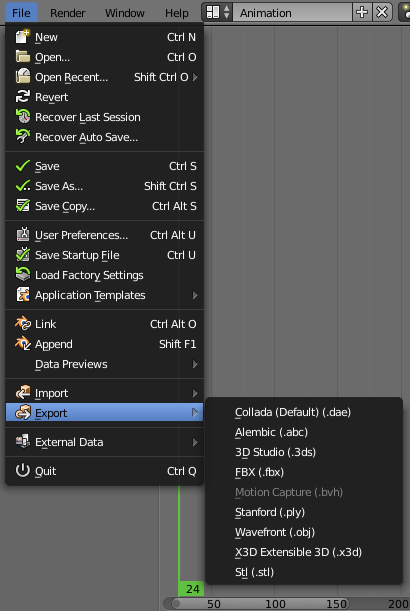 File Render Window Help Animation
New Ctrl N
Open... Ctrl O
Open Recent... Shift Ctrl O
Revert
Recover Last Session
Recover Auto Save...
Save Ctrl S
Save As... Shift Ctrl S
Save Copy... Ctrl Alt S
User Preferences... Ctrl Alt U
Save Startup File Ctrl U
Load Factory Settings
Application Templates
Link Ctrl Alt O
Append Shift F1
Data Previews
Import
Export
External Data
Quit Ctrl Q
Collada (Default) (.dae)
Alembic (.abc)
3D Studio (.3ds)
FBX (.fbx)
Motion Capture (.bvh)
Stanford (.ply)
Wavefront (.obj)
X3D Extensible 3D (.x3d)
Stl (.stl)
24
50 100 150 200